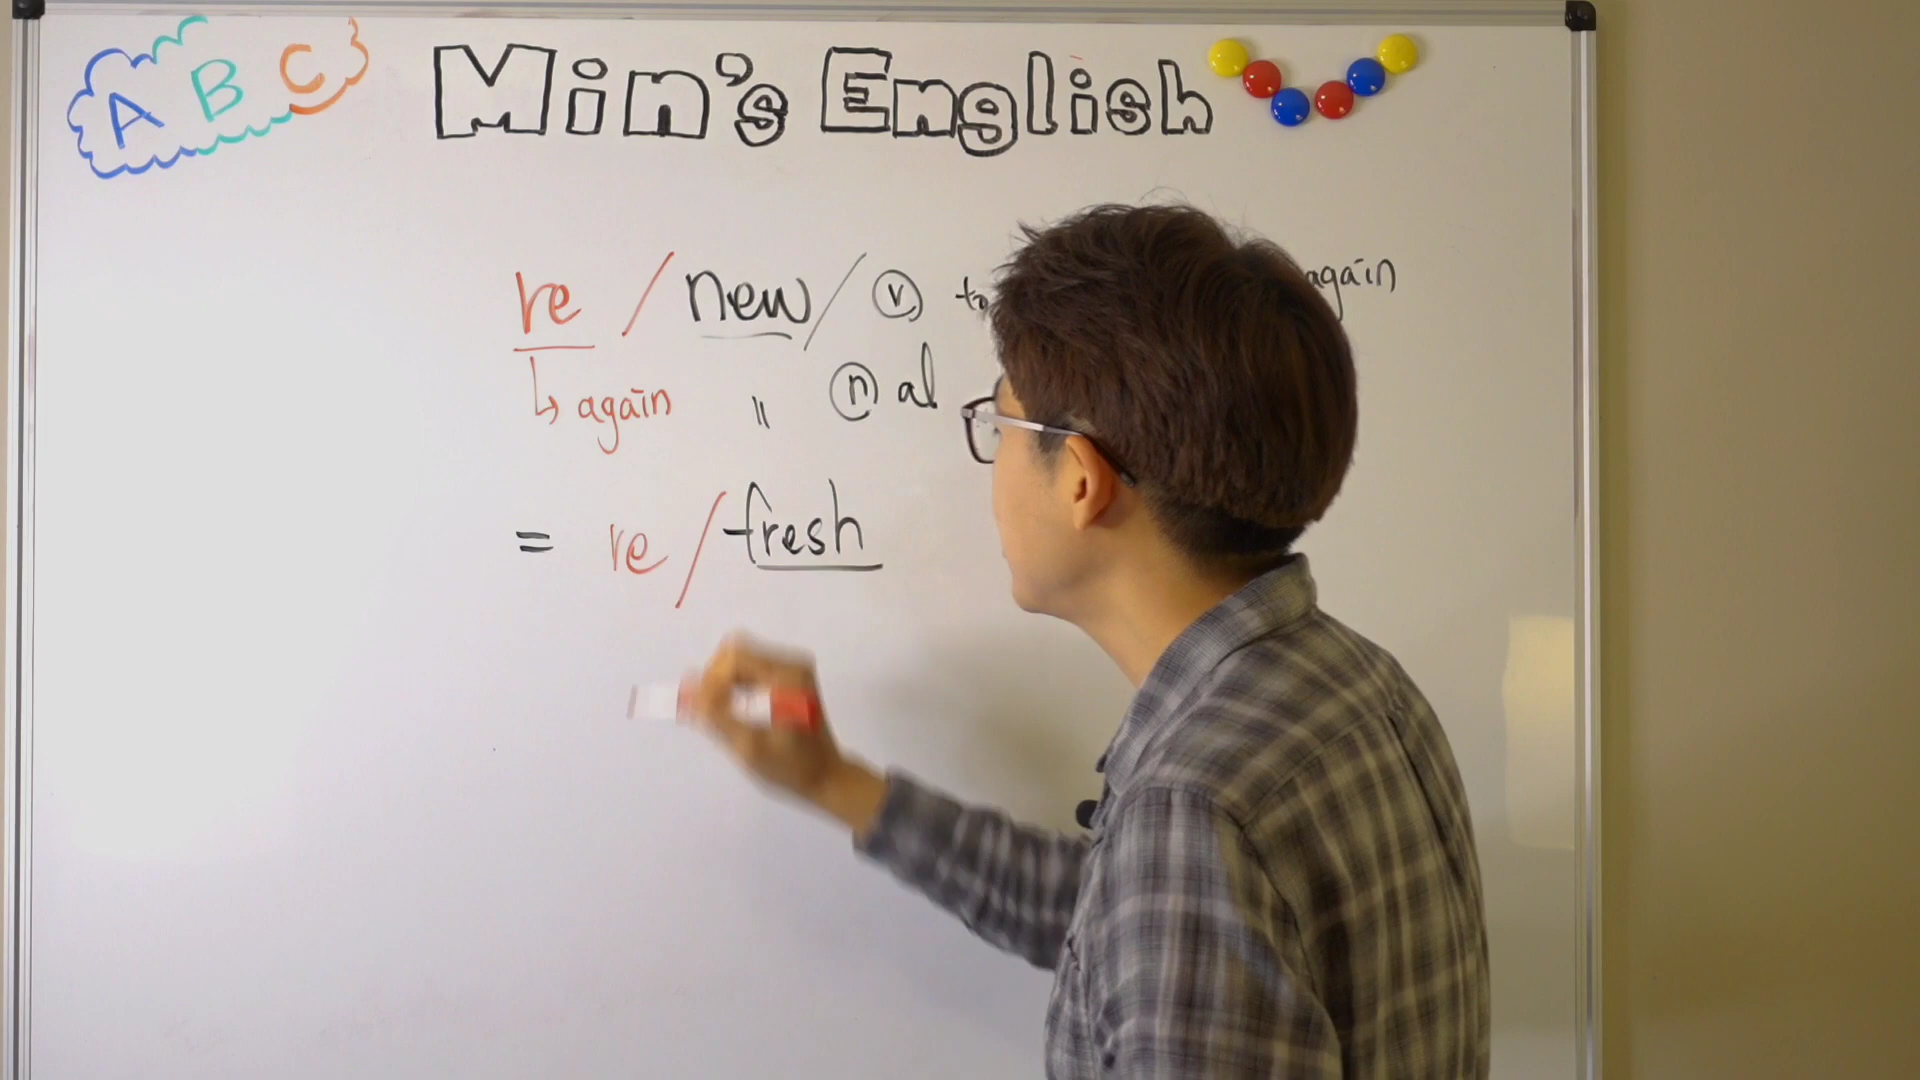 A B C
Min's English
re / new / ⓥ to again
↳ again 〃 ⓝ al
= re / fresh